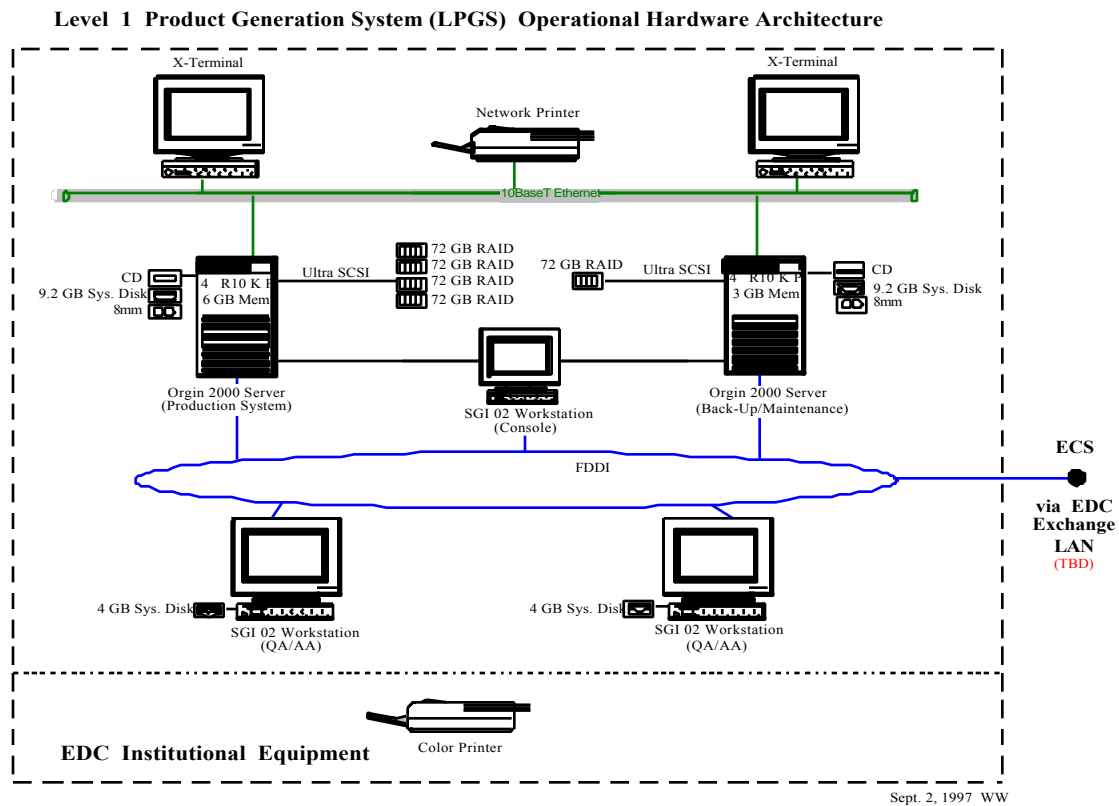 Level 1 Product Generation System (LPGS) Operational Hardware Architecture
X-Terminal
X-Terminal
Network Printer
10BaseT Ethernet
CD
9.2 GB Sys. Disk
8mm
4 R10 K P
6 GB Mem
Ultra SCSI
72 GB RAID
72 GB RAID
72 GB RAID
72 GB RAID
72 GB RAID
Ultra SCSI
4 R10 K P
3 GB Mem
CD
9.2 GB Sys. Disk
8mm
Orgin 2000 Server
(Production System)
SGI 02 Workstation
(Console)
Orgin 2000 Server
(Back-Up/Maintenance)
FDDI
ECS
via EDC
Exchange
LAN
(TBD)
4 GB Sys. Disk
SGI 02 Workstation
(QA/AA)
4 GB Sys. Disk
SGI 02 Workstation
(QA/AA)
EDC Institutional Equipment
Color Printer
Sept. 2, 1997 WW